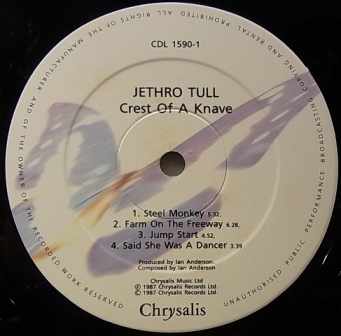 CDL 1590-1
JETHRO TULL
Crest Of A Knave
1. Steel Monkey 3.32,
2. Farm On The Freeway 6.28,
3. Jump Start 4.52,
4. Said She Was A Dancer 3.39
Produced by Ian Anderson.
Composed by Ian Anderson
Chrysalis Music Ltd
℗ 1987 Chrysalis Records Ltd.
© 1987 Chrysalis Records Ltd.
Chrysalis
ALL RIGHTS OF THE MANUFACTURER AND OF THE OWNER OF THE RECORDED WORK RESERVED
UNAUTHORISED PUBLIC PERFORMANCE BROADCASTING COPYING AND RENTAL PROHIBITED